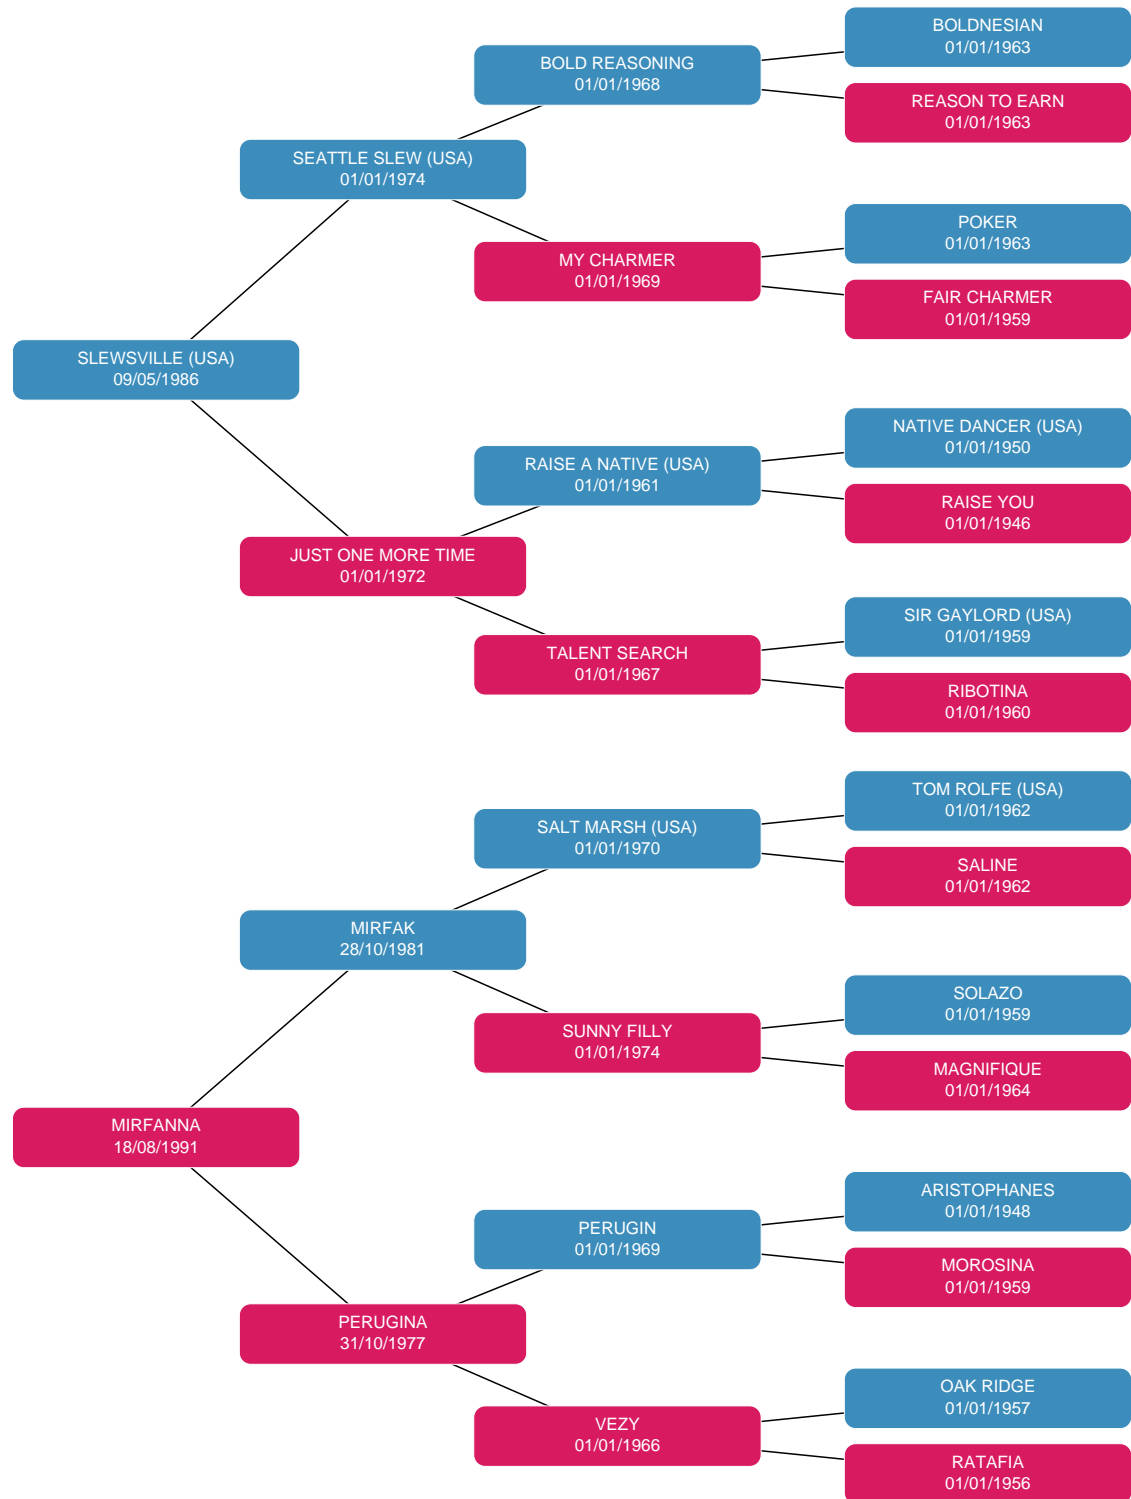 BOLDNESIAN
01/01/1963
BOLD REASONING
01/01/1968
REASON TO EARN
01/01/1963
SEATTLE SLEW (USA)
01/01/1974
POKER
01/01/1963
MY CHARMER
01/01/1969
FAIR CHARMER
01/01/1959
SLEWSVILLE (USA)
09/05/1986
NATIVE DANCER (USA)
01/01/1950
RAISE A NATIVE (USA)
01/01/1961
RAISE YOU
01/01/1946
JUST ONE MORE TIME
01/01/1972
SIR GAYLORD (USA)
01/01/1959
TALENT SEARCH
01/01/1967
RIBOTINA
01/01/1960
TOM ROLFE (USA)
01/01/1962
SALT MARSH (USA)
01/01/1970
SALINE
01/01/1962
MIRFAK
28/10/1981
SOLAZO
01/01/1959
SUNNY FILLY
01/01/1974
MAGNIFIQUE
01/01/1964
MIRFANNA
18/08/1991
ARISTOPHANES
01/01/1948
PERUGIN
01/01/1969
MOROSINA
01/01/1959
PERUGINA
31/10/1977
OAK RIDGE
01/01/1957
VEZY
01/01/1966
RATAFIA
01/01/1956